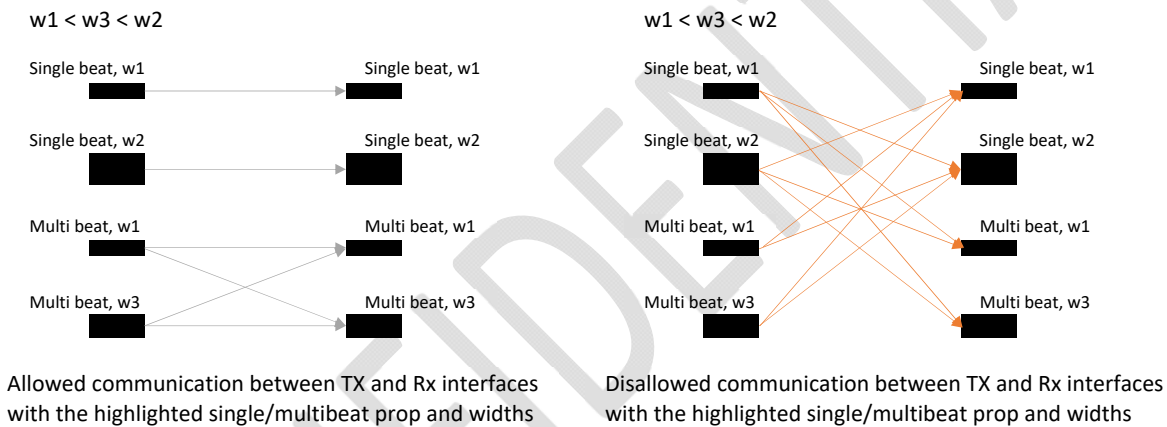 w1 < w3 < w2
Single beat, w1
Single beat, w1
Single beat, w2
Single beat, w2
Multi beat, w1
Multi beat, w1
Multi beat, w3
Multi beat, w3
Allowed communication between TX and Rx interfaces
with the highlighted single/multibeat prop and widths
w1 < w3 < w2
Single beat, w1
Single beat, w1
Single beat, w2
Single beat, w2
Multi beat, w1
Multi beat, w1
Multi beat, w3
Multi beat, w3
Disallowed communication between TX and Rx interfaces
with the highlighted single/multibeat prop and widths